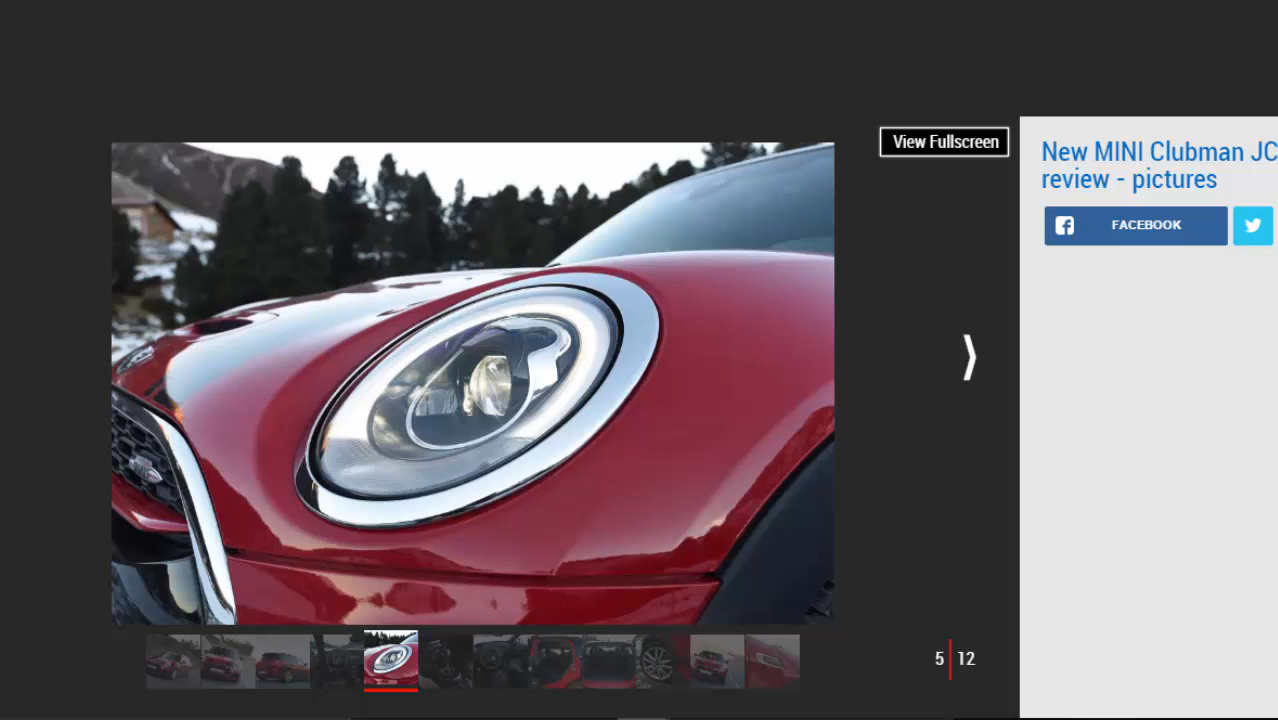 View Fullscreen
New MINI Clubman JC
review - pictures
FACEBOOK
5 12